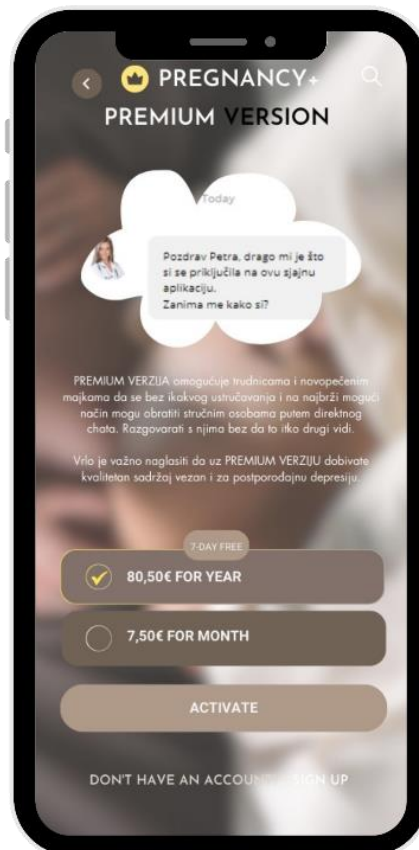 PREGNANCY+
PREMIUM VERSION
Today
Pozdrav Petra, drago mi je što
si se priključila na ovu sjajnu
aplikaciju.
Zanima me kako si?
PREMIUM VERZIJA omogućuje trudnicama i novopečenim
majkama da se bez ikakvog ustručavanja i na najbrži mogući
način mogu obratiti stručnim osobama putem direktnog
chata. Razgovarati s njima bez da to itko drugi vidi.
Vrlo je važno naglasiti da uz PREMIUM VERZIJU dobivate
kvalitetan sadržaj vezan i za postporođajnu depresiju.
7-DAY FREE
80,50€ FOR YEAR
7,50€ FOR MONTH
ACTIVATE
DON'T HAVE AN ACCOUNT? SIGN UP